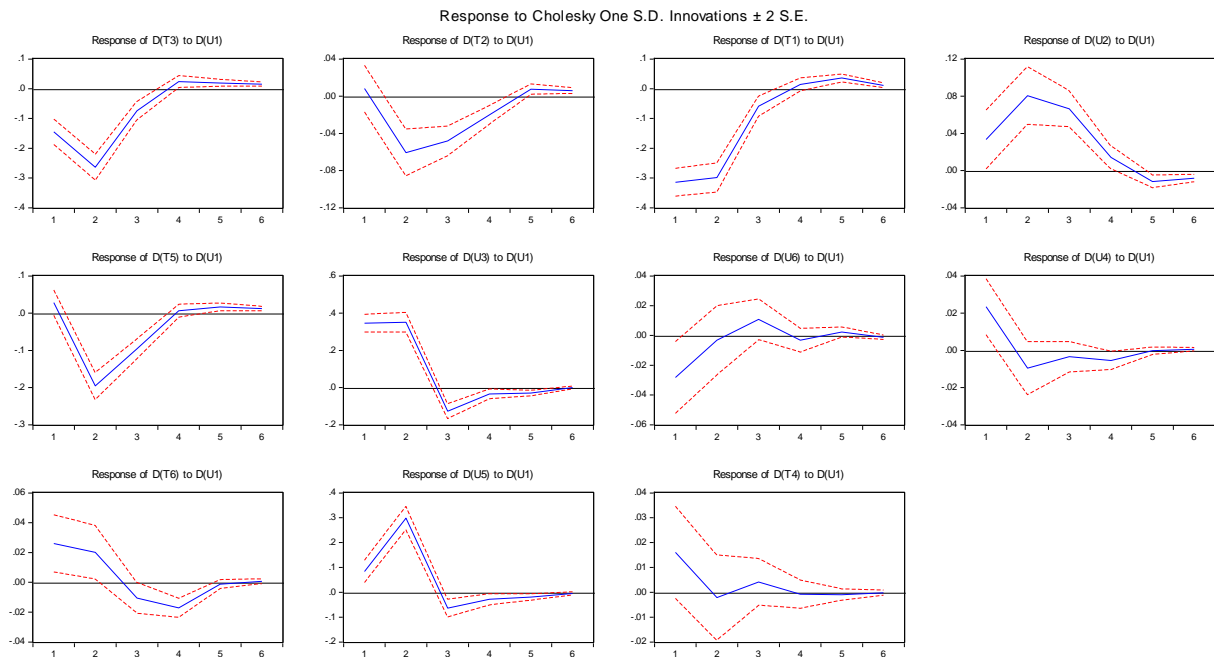 Response to Cholesky One S.D. Innovations ± 2 S.E.
Response of D(T3) to D(U1)
.1
.0
-.1
-.2
-.3
-.4
1 2 3 4 5 6
Response of D(T2) to D(U1)
.04
.00
-.04
-.08
-.12
1 2 3 4 5 6
Response of D(T1) to D(U1)
.1
.0
-.1
-.2
-.3
-.4
1 2 3 4 5 6
Response of D(U2) to D(U1)
.12
.08
.04
.00
-.04
1 2 3 4 5 6
Response of D(T5) to D(U1)
.1
.0
-.1
-.2
-.3
1 2 3 4 5 6
Response of D(U3) to D(U1)
.6
.4
.2
.0
-.2
1 2 3 4 5 6
Response of D(U6) to D(U1)
.04
.02
.00
-.02
-.04
-.06
1 2 3 4 5 6
Response of D(U4) to D(U1)
.04
.02
.00
-.02
-.04
1 2 3 4 5 6
Response of D(T6) to D(U1)
.06
.04
.02
.00
-.02
-.04
1 2 3 4 5 6
Response of D(U5) to D(U1)
.4
.3
.2
.1
.0
-.1
-.2
1 2 3 4 5 6
Response of D(T4) to D(U1)
.04
.03
.02
.01
.00
-.01
-.02
1 2 3 4 5 6